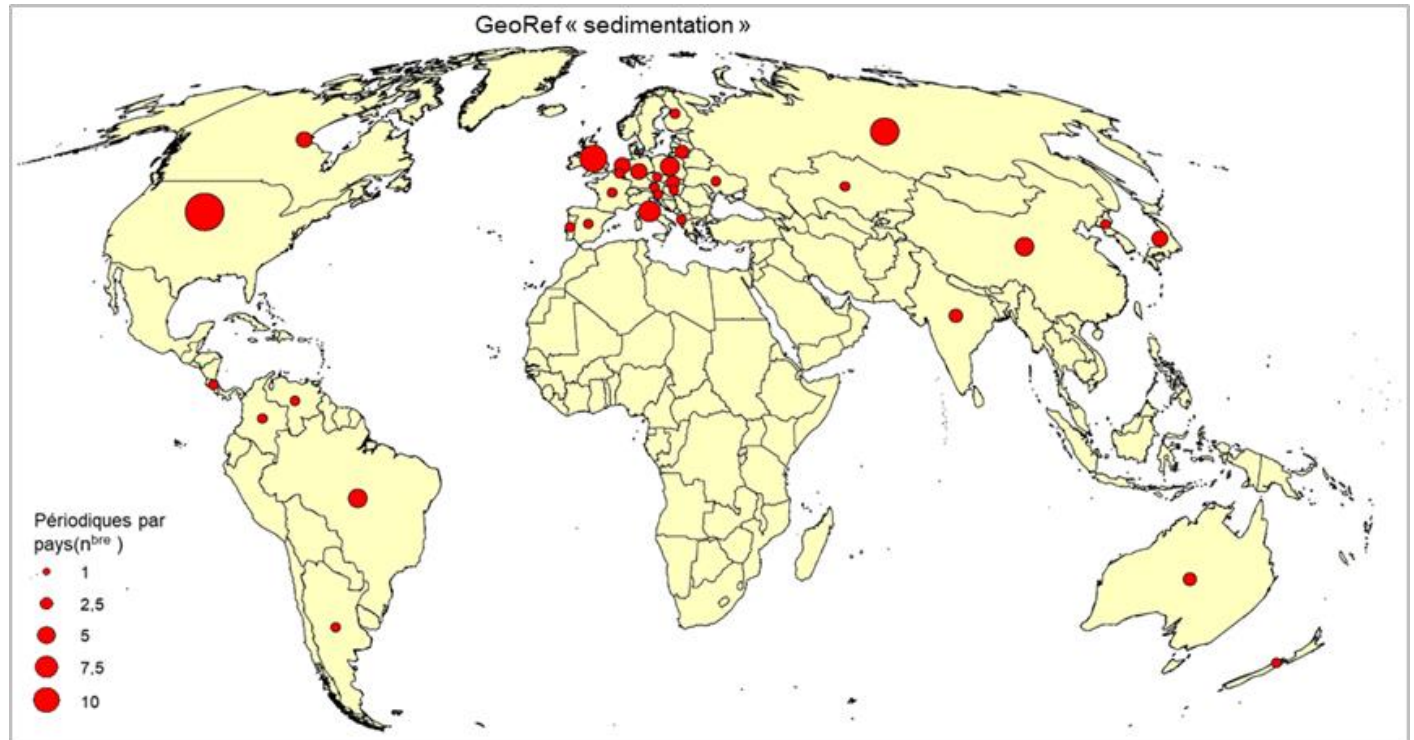 GeoRef « sedimentation »
Périodiques par
pays(nbre )
1
2,5
5
7,5
10